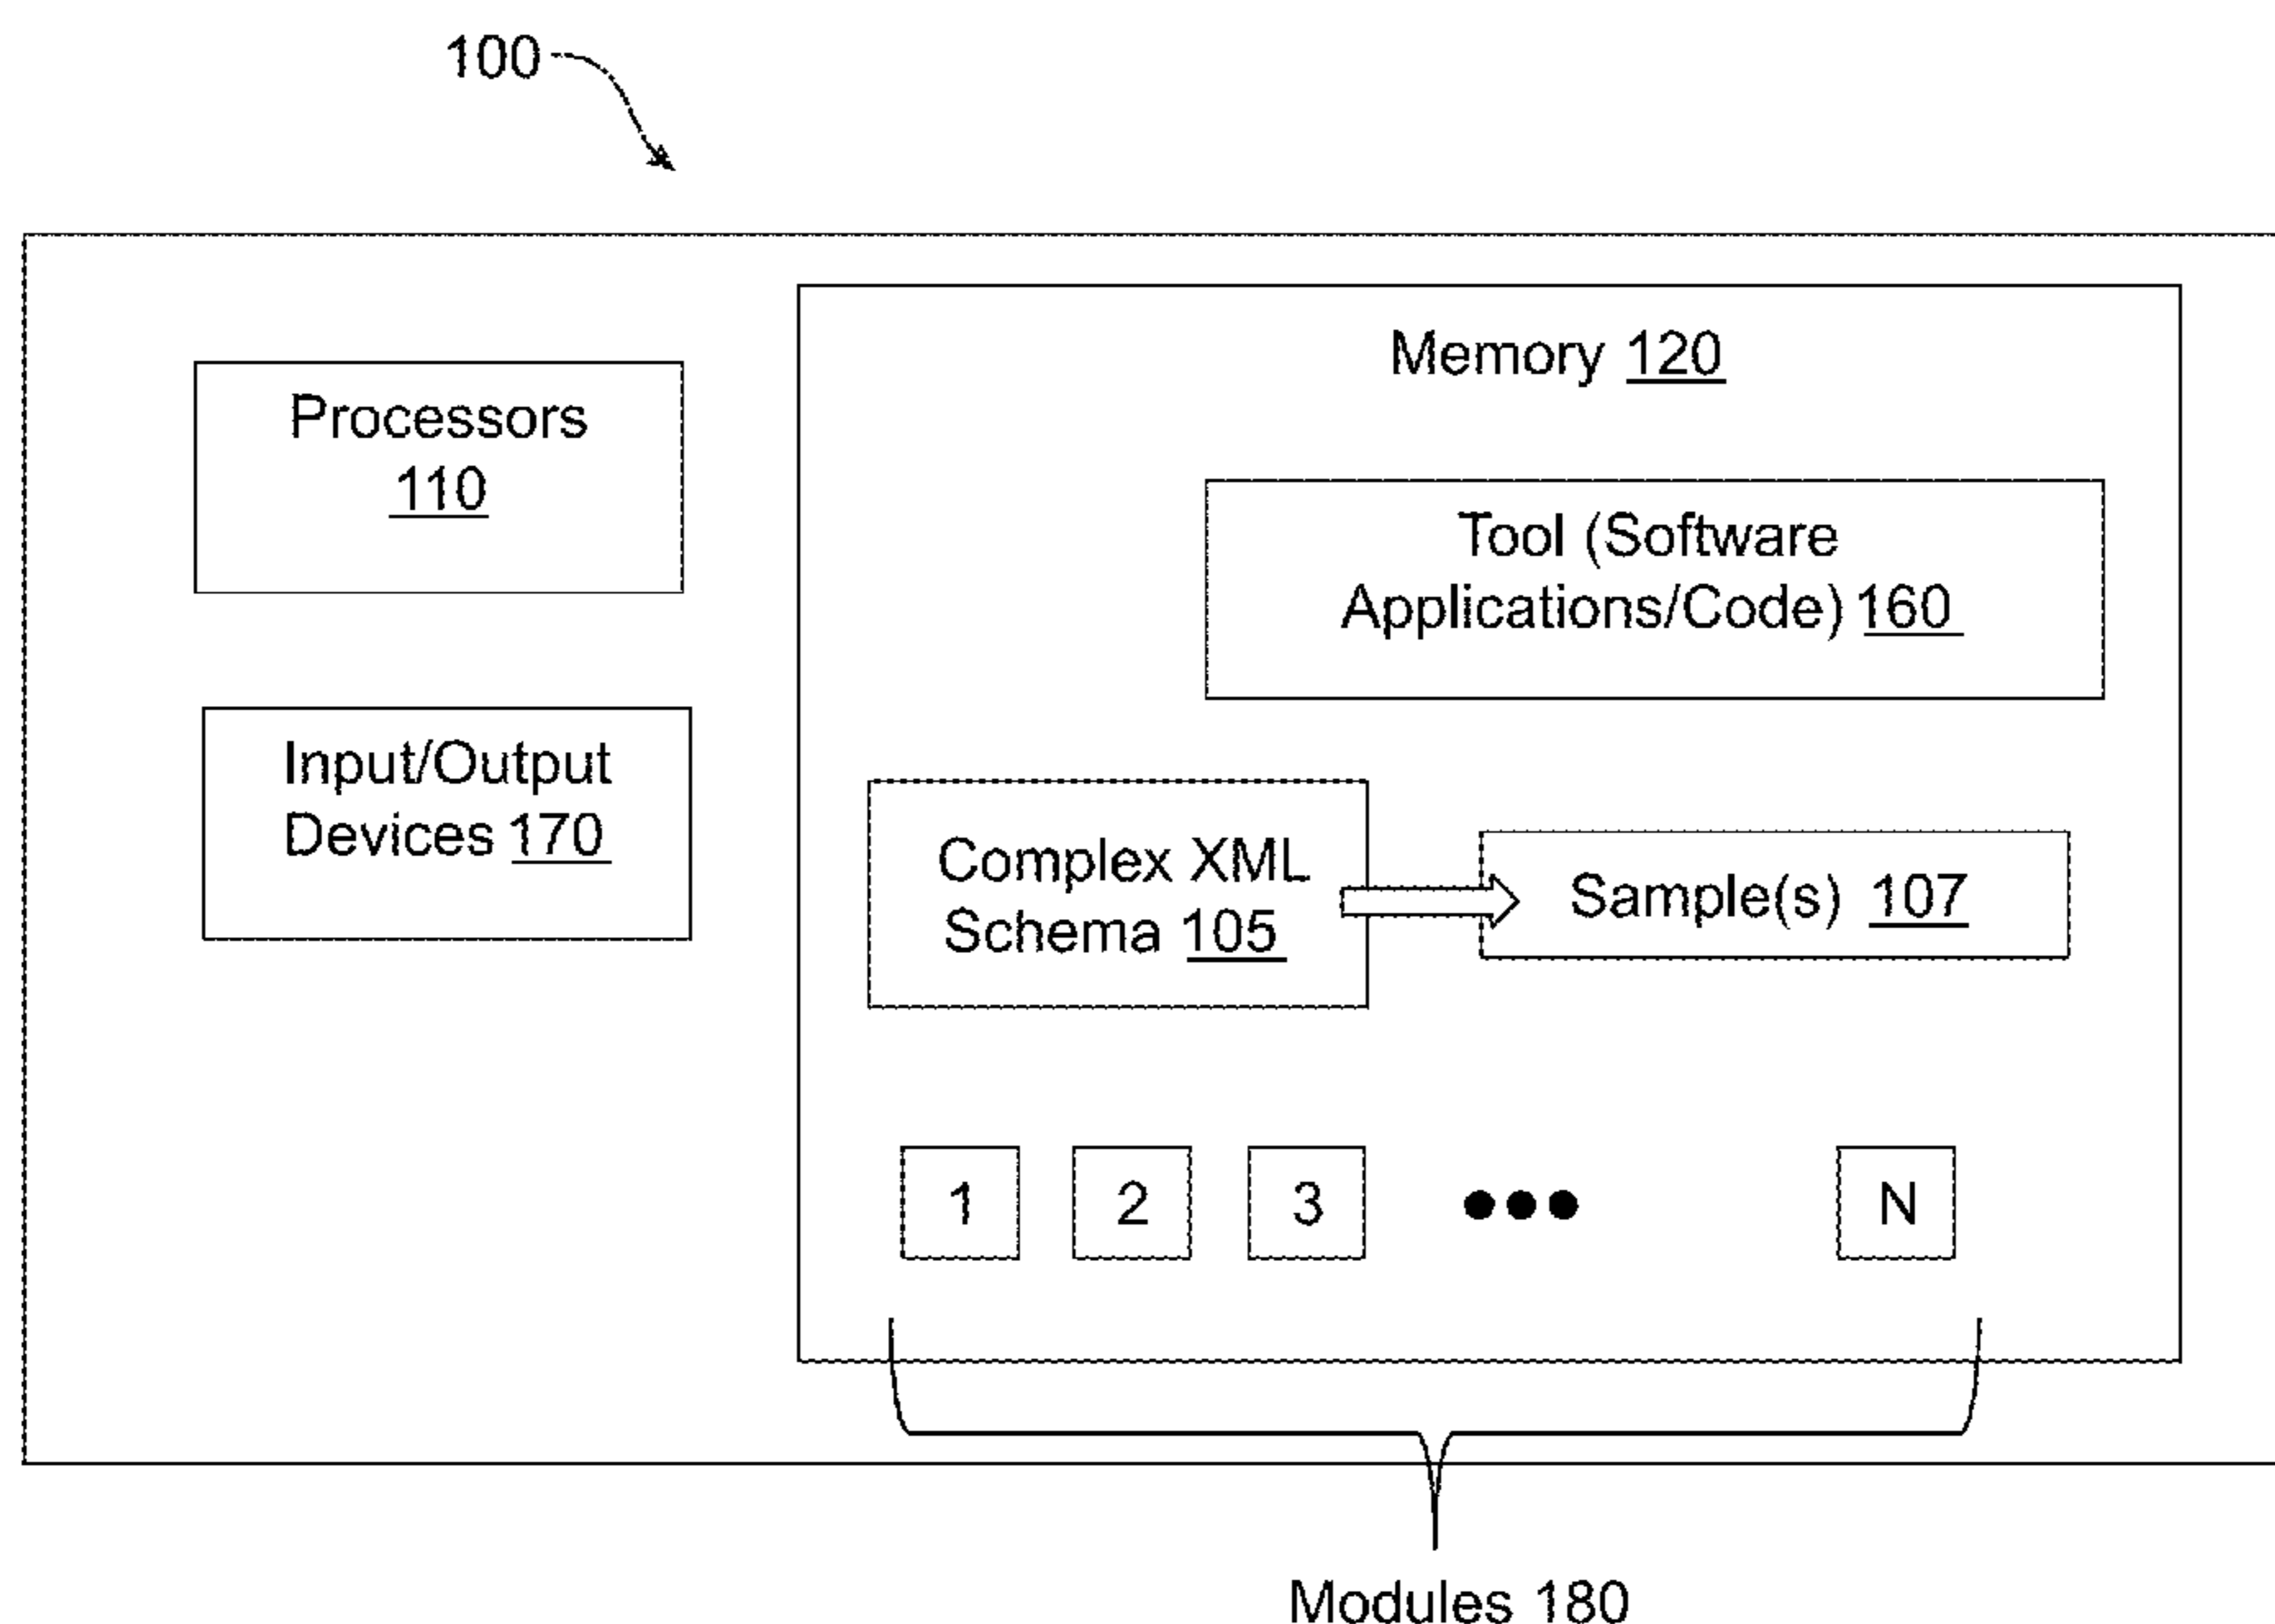 100
Memory 120
Processors
110
Tool (Software
Applications/Code) 160
Input/Output
Devices 170
Complex XML
Schema 105
Sample(s) 107
1
2
3
●●●
N
Modules 180